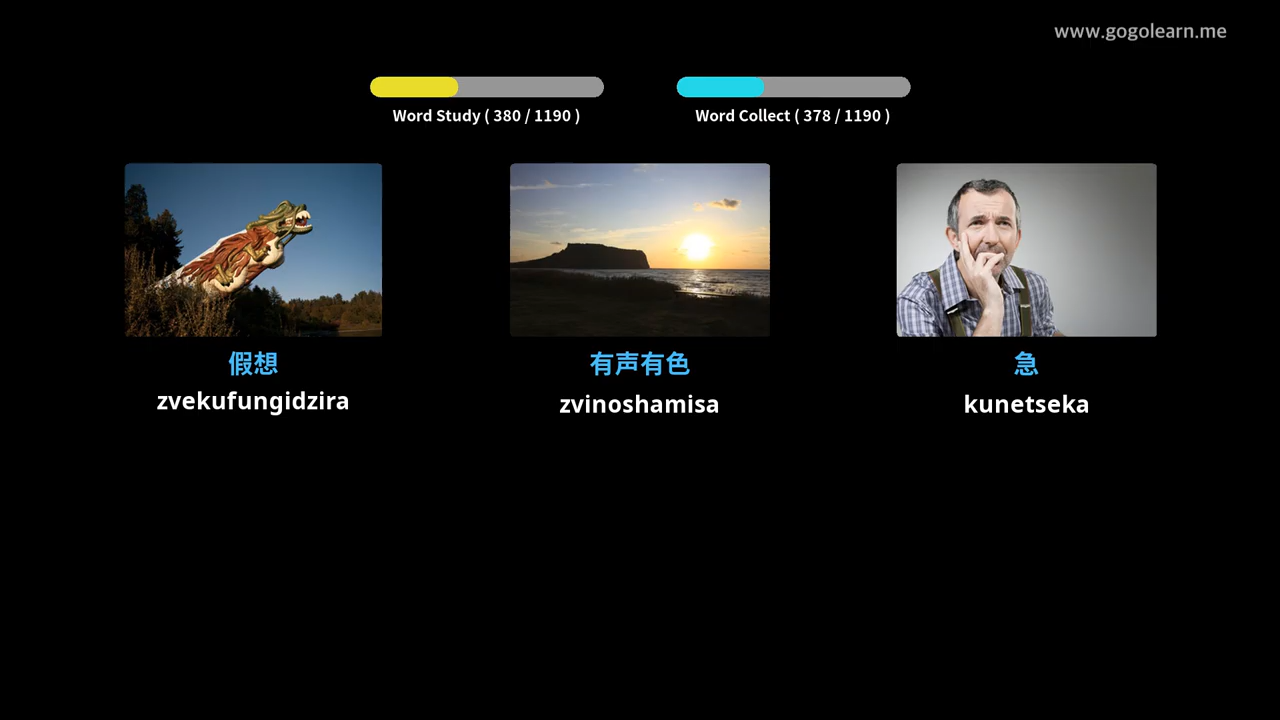 www.gogolearn.me
Word Study ( 380 / 1190 )
Word Collect ( 378 / 1190 )
假想
有声有色
急
zvekufungidzira
zvinoshamisa
kunetseka